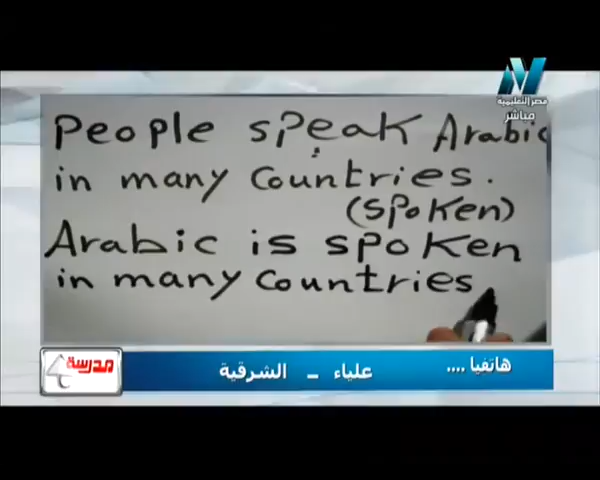 مصر التعليمية
مباشر
People speak Arabic
in many countries.
(spoken)
Arabic is spoken
in many countries
هاتفيا ....
علياء – الشرقية
مدرسة